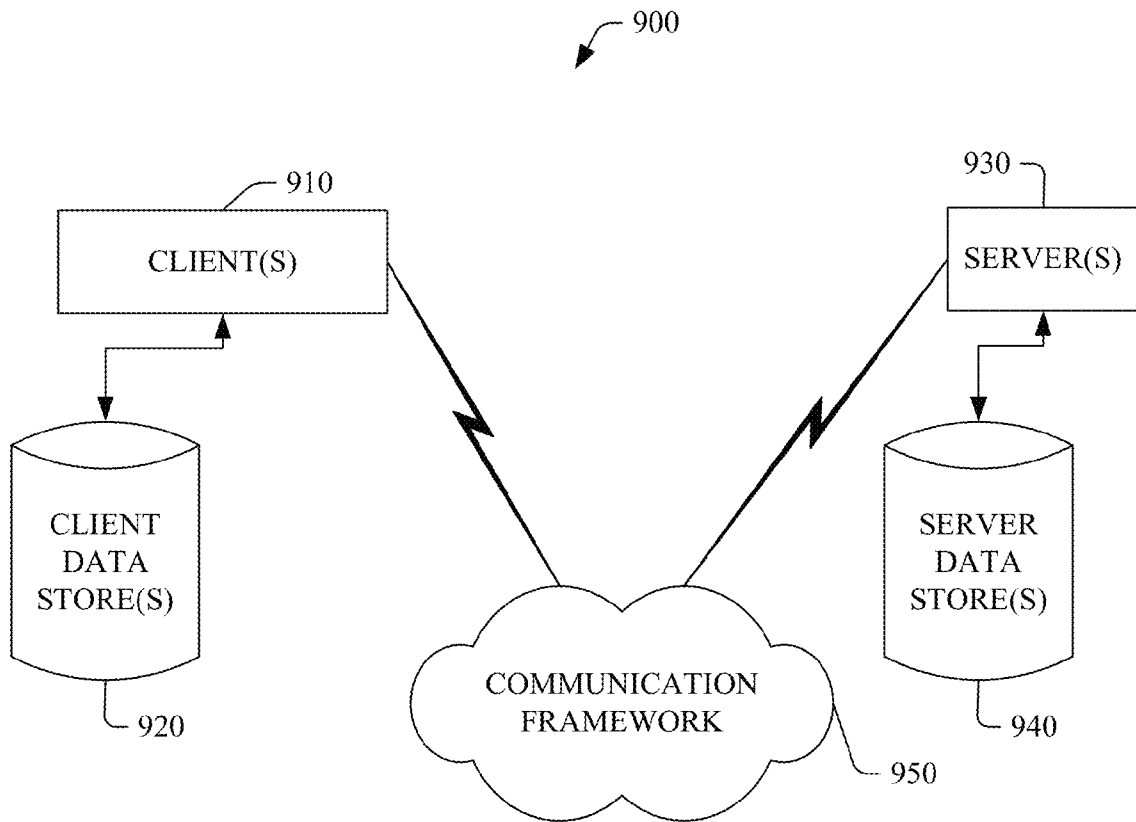 900
910
930
CLIENT(S)
SERVER(S)
CLIENT
DATA
STORE(S)
SERVER
DATA
STORE(S)
COMMUNICATION
FRAMEWORK
920
940
950